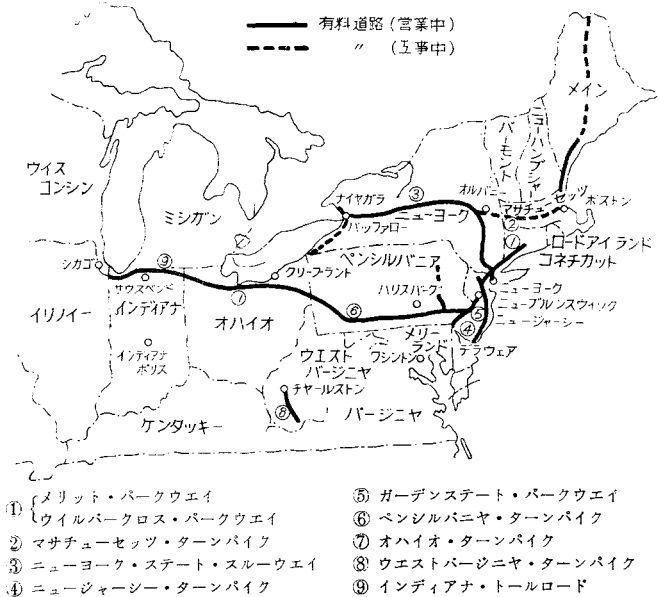 有料道路(営業中)
〃 (工事中)
メイン
ニューハンプシャー
バーモント
ウイス
コンシン
ミシガン
ナイヤガラ
③
オルバニー
マサチューセッツ
ボストン
ニューヨーク
バッファロー
②
①
ロードアイランド
コネチカット
シカゴ
⑨
クリーブランド
ペンシルバニア
サウスベンド
⑦
ハリスバーグ
ニューヨーク
ニューブルンスウィック
イリノイー
インディアナ
オハイオ
⑥
⑤
ニュージャーシー
④
メリー
ランド
デラウェア
インディアナ
ポリス
ウエスト
バージニヤ
ワシントン
チャールストン
⑧
バージニヤ
ケンタッキー
① メリット・パークウエイ
ウイルバークロス・パークウエイ
② マサチューセッツ・ターンパイク
③ ニューヨーク・ステート・スルーウエイ
④ ニュージャーシー・ターンパイク
⑤ ガーデンステート・パークウエイ
⑥ ペンシルバニヤ・ターンパイク
⑦ オハイオ・ターンパイク
⑧ ウエストバージニヤ・ターンパイク
⑨ インディアナ・トールロード